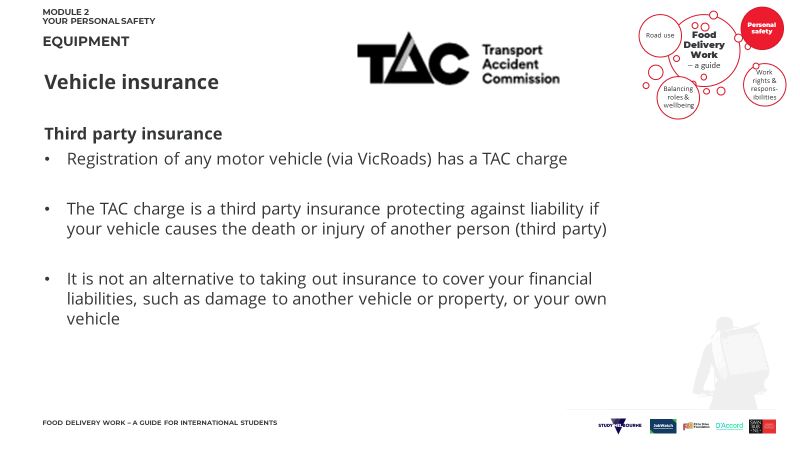 MODULE 2
YOUR PERSONAL SAFETY
EQUIPMENT
Vehicle insurance
TAC
Transport
Accident
Commission
Road use
Food
Delivery
Work
– a guide
Personal
safety
Work
rights &
respons-
ibilities
Balancing
roles &
wellbeing
Third party insurance
• Registration of any motor vehicle (via VicRoads) has a TAC charge
• The TAC charge is a third party insurance protecting against liability if
your vehicle causes the death or injury of another person (third party)
• It is not an alternative to taking out insurance to cover your financial
liabilities, such as damage to another vehicle or property, or your own
vehicle
FOOD DELIVERY WORK – A GUIDE FOR INTERNATIONAL STUDENTS
STUDY MELBOURNE
JobWatch
D'Accord